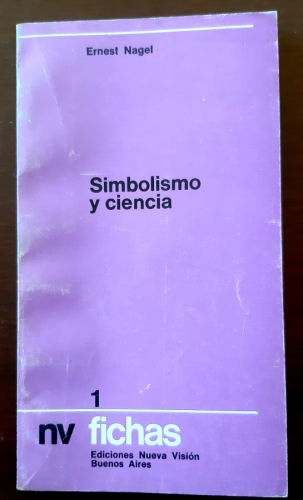 Ernest Nagel
Simbolismo
y ciencia
1
nv fichas
Ediciones Nueva Visión
Buenos Aires